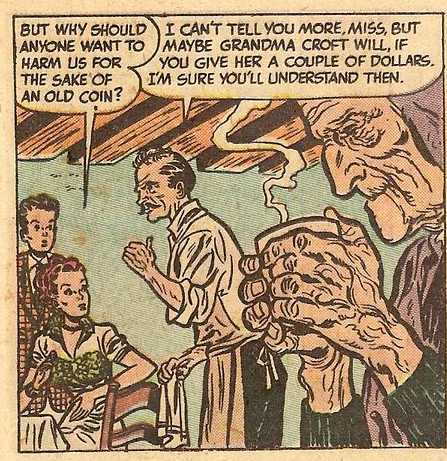 BUT WHY SHOULD
ANYONE WANT TO
HARM US FOR
THE SAKE OF
AN OLD COIN?
I CAN'T TELL YOU MORE, MISS, BUT
MAYBE GRANDMA CROFT WILL, IF
YOU GIVE HER A COUPLE OF DOLLARS.
I'M SURE YOU'LL UNDERSTAND THEN.